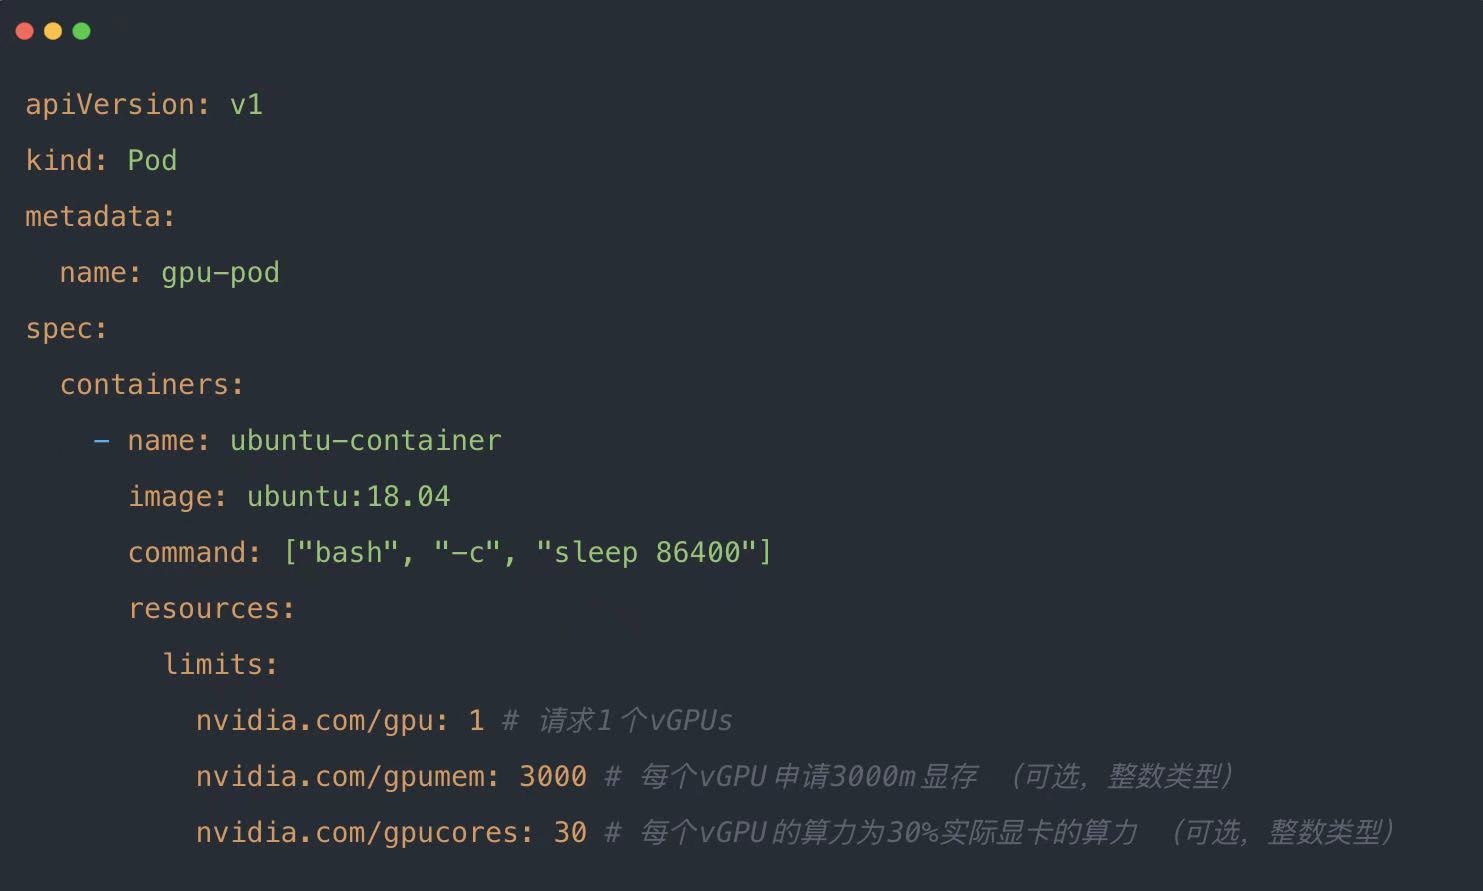 apiVersion: v1
kind: Pod
metadata:
  name: gpu-pod
spec:
  containers:
    - name: ubuntu-container
      image: ubuntu:18.04
      command: ["bash", "-c", "sleep 86400"]
      resources:
        limits:
          nvidia.com/gpu: 1 # 请求1个vGPUs
          nvidia.com/gpumem: 3000 # 每个vGPU申请3000m显存 （可选，整数类型）
          nvidia.com/gpucores: 30 # 每个vGPU的算力为30%实际显卡的算力 （可选，整数类型）